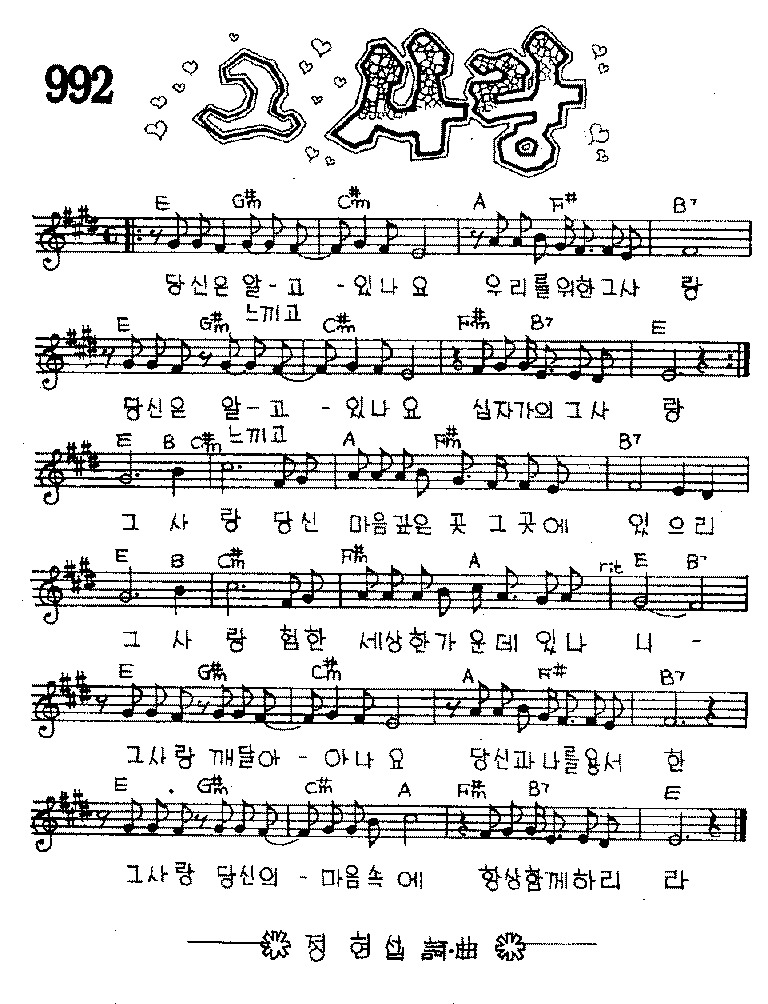 992
그 사랑
E G#m C#m A F# B7
당신은 알-고 -있나요 우리를위한그사 랑
느끼고
E G#m C#m F#m B7 E
당신은 알-고 -있나요 십자가의그사 랑
느끼고
E B C#m A F#m B7
그 사 랑 당신 마음깊은 곳 그곳에 있 으리
E B C#m F#m A rit E B7
그 사 랑 험한 세상한가운데 있나 니 -
E G#m C#m A F# B7
그사랑 깨달아 - 아나요 당신과나를용서 한
E G#m C#m A F#m B7 E
그사랑 당신의 - 마음속에 항상함께하리 라
정 형 섭 詩·曲